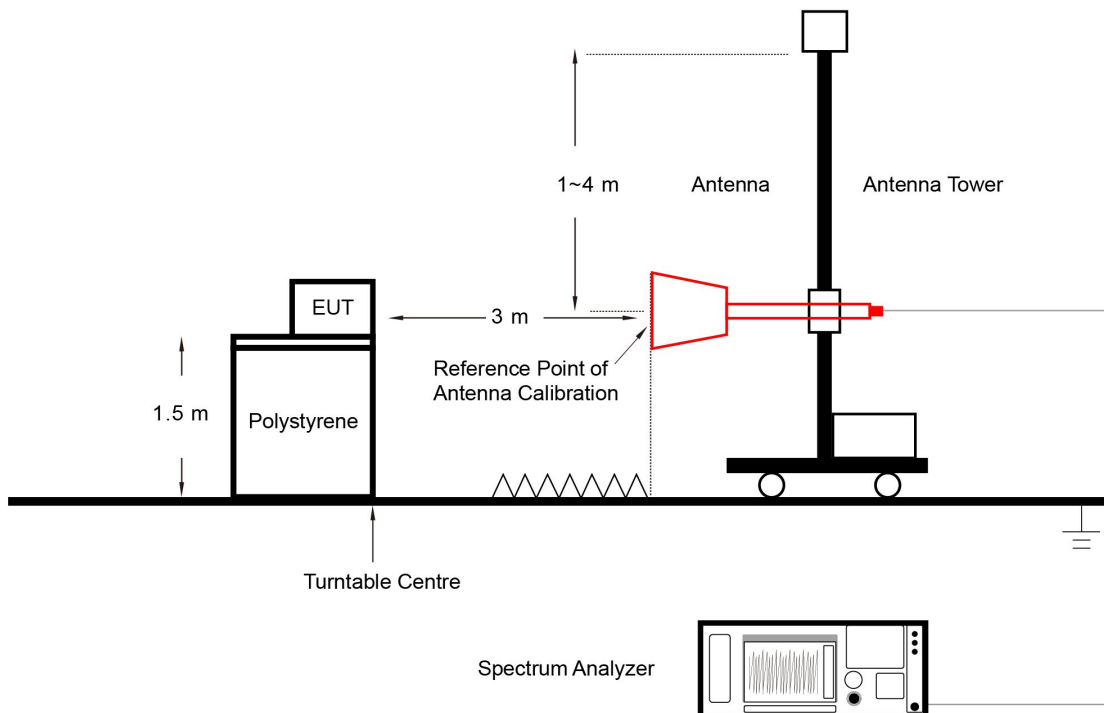 1~4 m
Antenna
Antenna Tower
EUT
3 m
Reference Point of
Antenna Calibration
1.5 m
Polystyrene
Turntable Centre
Spectrum Analyzer